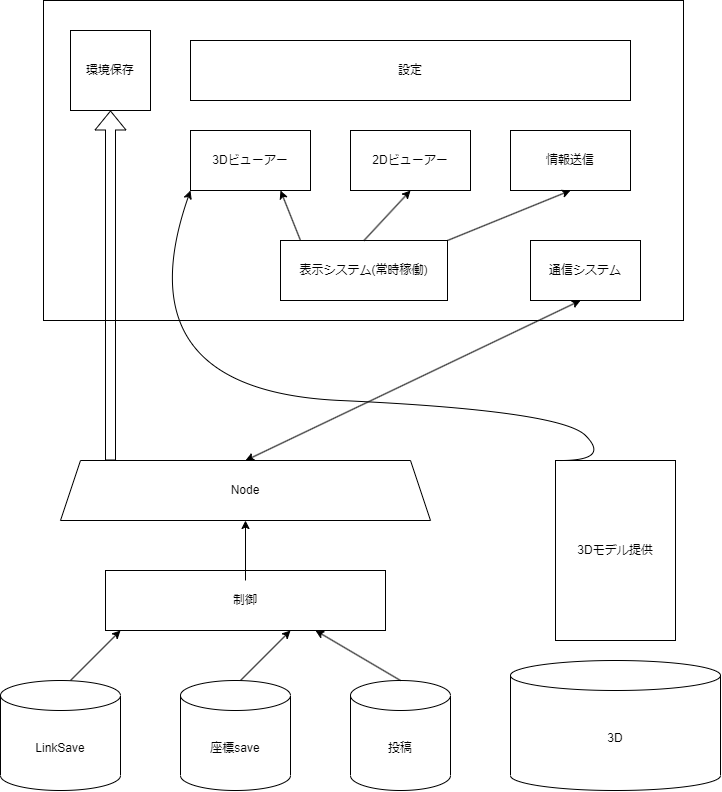 環境保存
設定
3Dビューアー
2Dビューアー
情報送信
表示システム(常時稼働)
通信システム
Node
3Dモデル提供
制御
LinkSave
座標save
投稿
3D